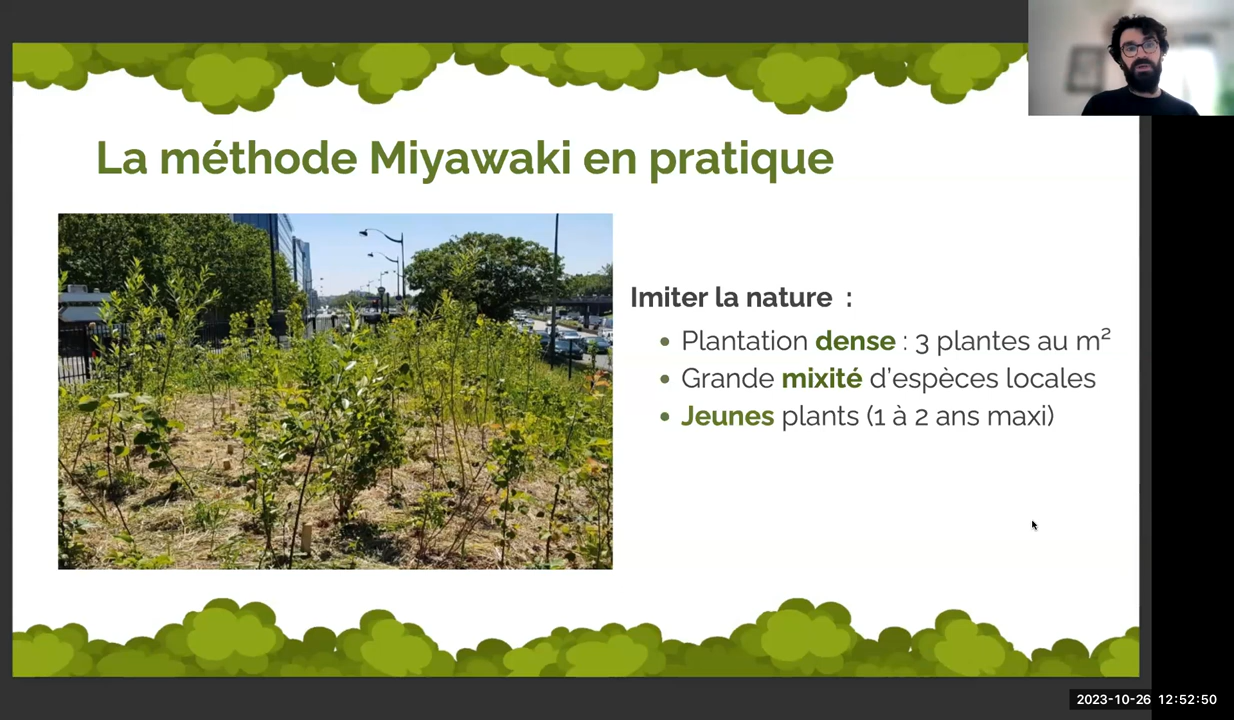 La méthode Miyawaki en pratique
Imiter la nature :
• Plantation dense : 3 plantes au m²
• Grande mixité d'espèces locales
• Jeunes plants (1 à 2 ans maxi)
2023-10-26 12:52:50